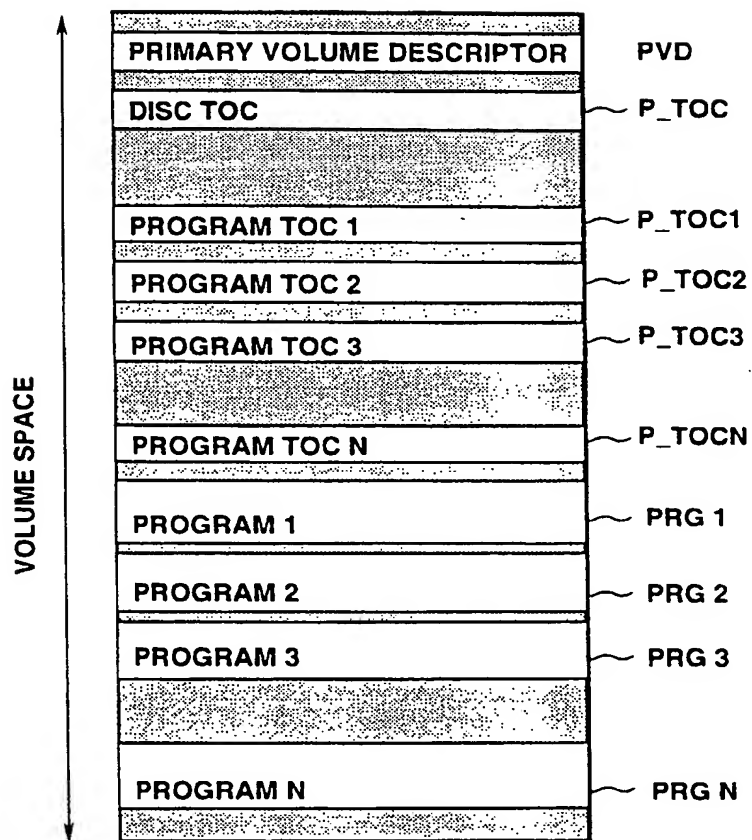 PRIMARY VOLUME DESCRIPTOR PVD
DISC TOC P_TOC
PROGRAM TOC 1 P_TOC1
PROGRAM TOC 2 P_TOC2
PROGRAM TOC 3 P_TOC3
PROGRAM TOC N P_TOCN
PROGRAM 1 PRG 1
PROGRAM 2 PRG 2
PROGRAM 3 PRG 3
PROGRAM N PRG N
VOLUME SPACE